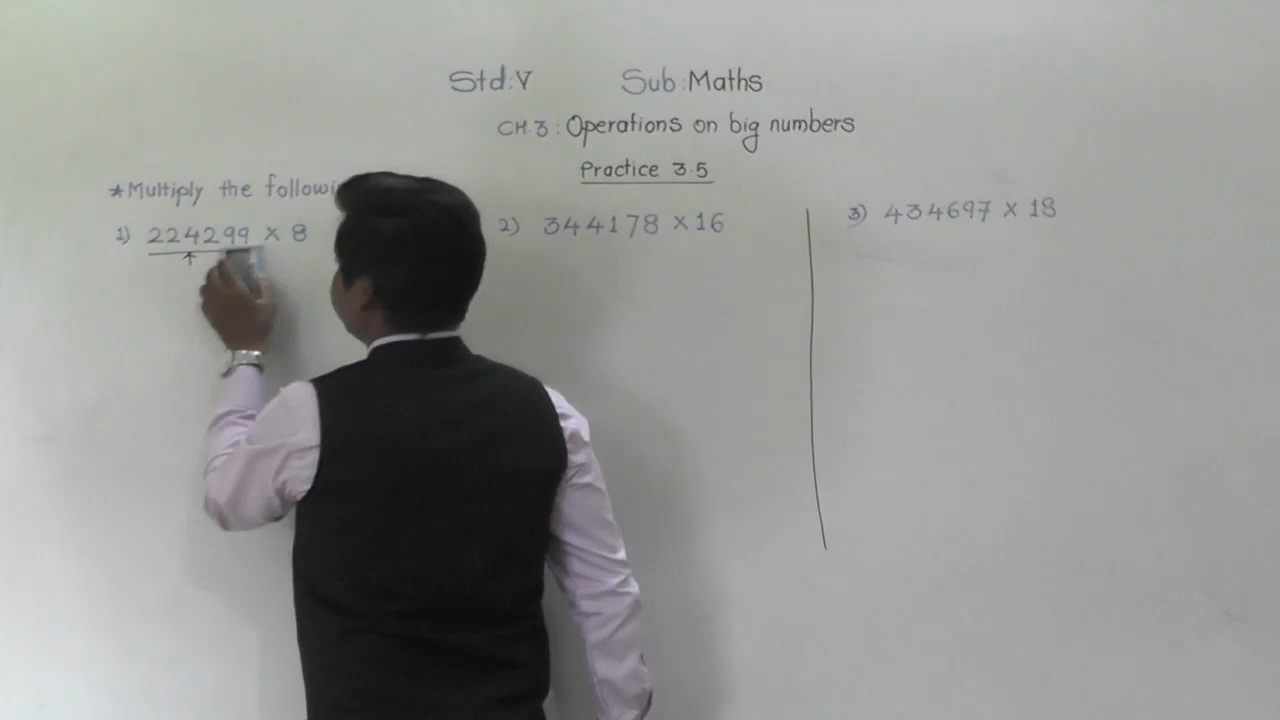 Std:V Sub:Maths
CH.3: Operations on big numbers
Practice 3.5
*Multiply the
1) 224299 × 8
2) 344178 × 16
3) 434697 × 18